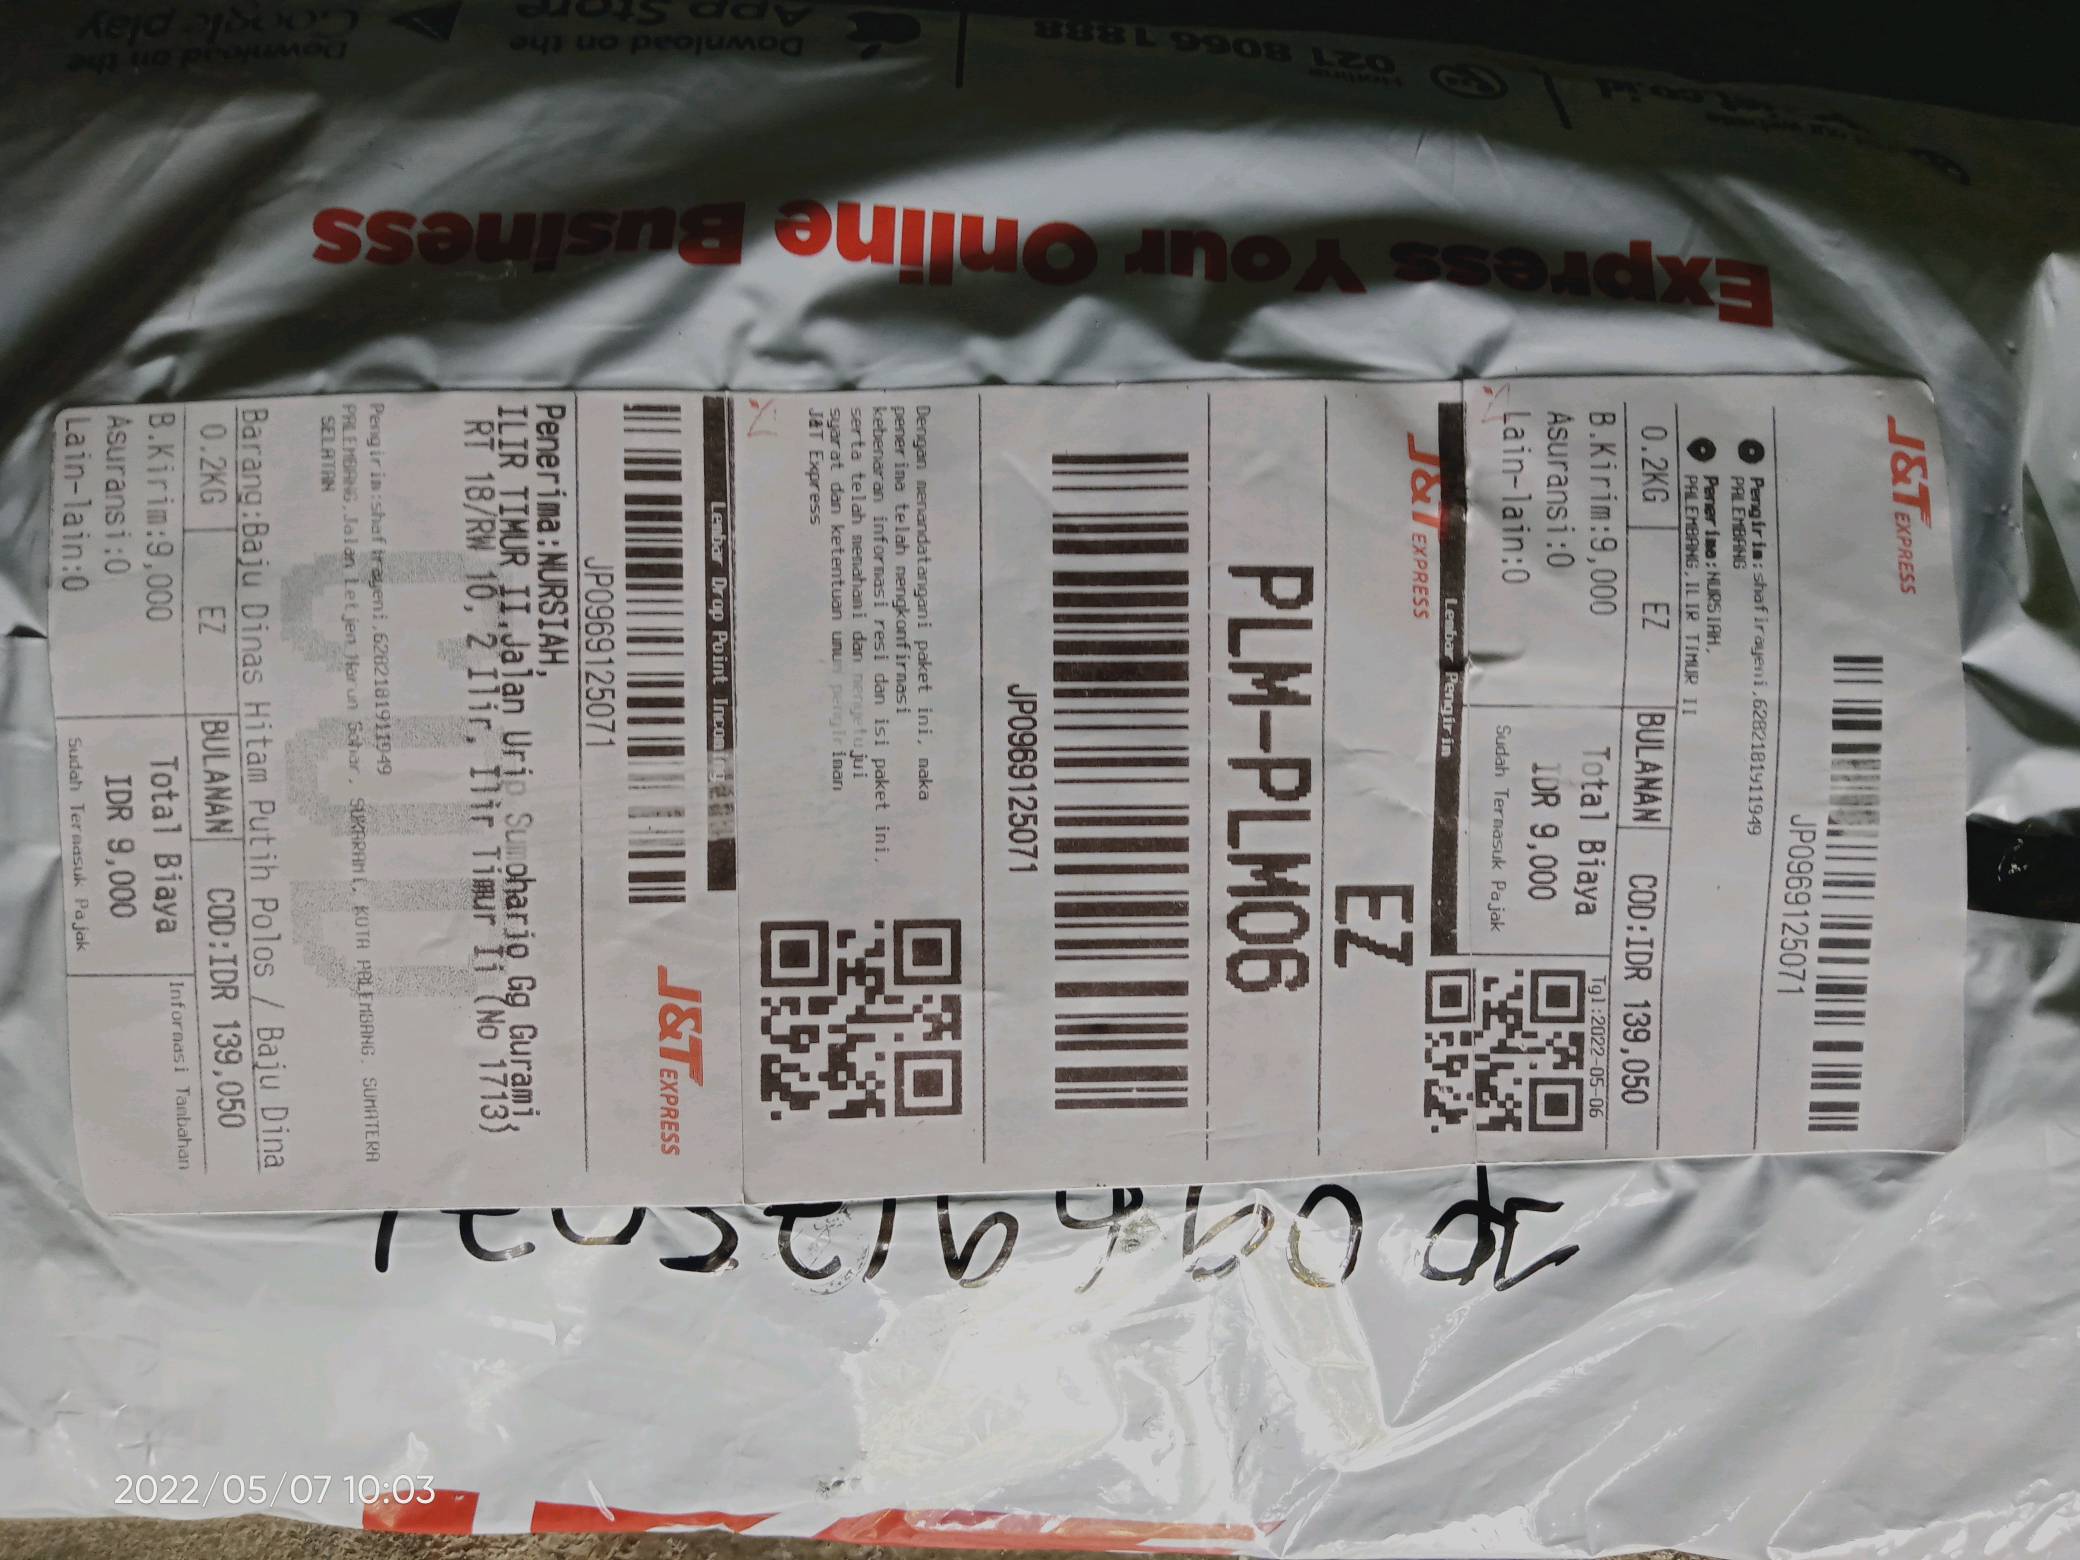 Download on the
Google play
Download on the
App Store
Hotline
021 8066 1888
jet.co.id
Express Your Online Business
J&T EXPRESS
JP0969125071
Pengirim:shafirayeni,6282181911949
PALEMBANG
Penerima:NURSIAH,
PALEMBANG,ILIR TIMUR II
0.2KG EZ BULANAN COD:IDR 139,050
B.Kirim:9,000
Asuransi:0
Lain-lain:0
Total Biaya
IDR 9,000
Sudah Termasuk Pajak
Tgl:2022-05-06
Lembar Pengirim
J&T EXPRESS
EZ
PLM-PLM06
JP0969125071
Dengan menandatangani paket ini, maka
penerima telah mengkonfirmasi
kebenaran informasi resi dan isi paket ini,
serta telah memahami dan mengetujui
syarat dan ketentuan umum pengiriman
J&T Express
Lembar Drop Point Incoming
J&T EXPRESS
JP0969125071
Penerima:NURSIAH,
ILIR TIMUR II,Jalan Urip Sumoharjo Gg Gurami,
RT 18/RW 10, 2 Ilir, Ilir Timur Ii (No 1713}
Pengirim:shafirayeni,6282181911949
PALEMBANG,Jalan Letjen Harun Sohar, SUKARAMI, KOTA PALEMBANG, SUMATERA
SELATAN
Barang:Baju Dinas Hitam Putih Polos / Baju Dina
0.2KG EZ BULANAN COD:IDR 139,050
B.Kirim:9,000
Asuransi:0
Lain-lain:0
Total Biaya
IDR 9,000
Sudah Termasuk Pajak
Informasi Tambahan
2022/05/07 10:03